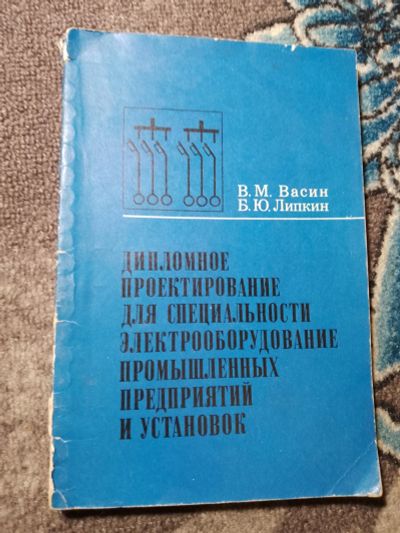 В. М. Васин
Б. Ю. Липкин
ДИПЛОМНОЕ
ПРОЕКТИРОВАНИЕ
ДЛЯ СПЕЦИАЛЬНОСТИ
ЭЛЕКТРООБОРУДОВАНИЕ
ПРОМЫШЛЕННЫХ
ПРЕДПРИЯТИЙ
И УСТАНОВОК